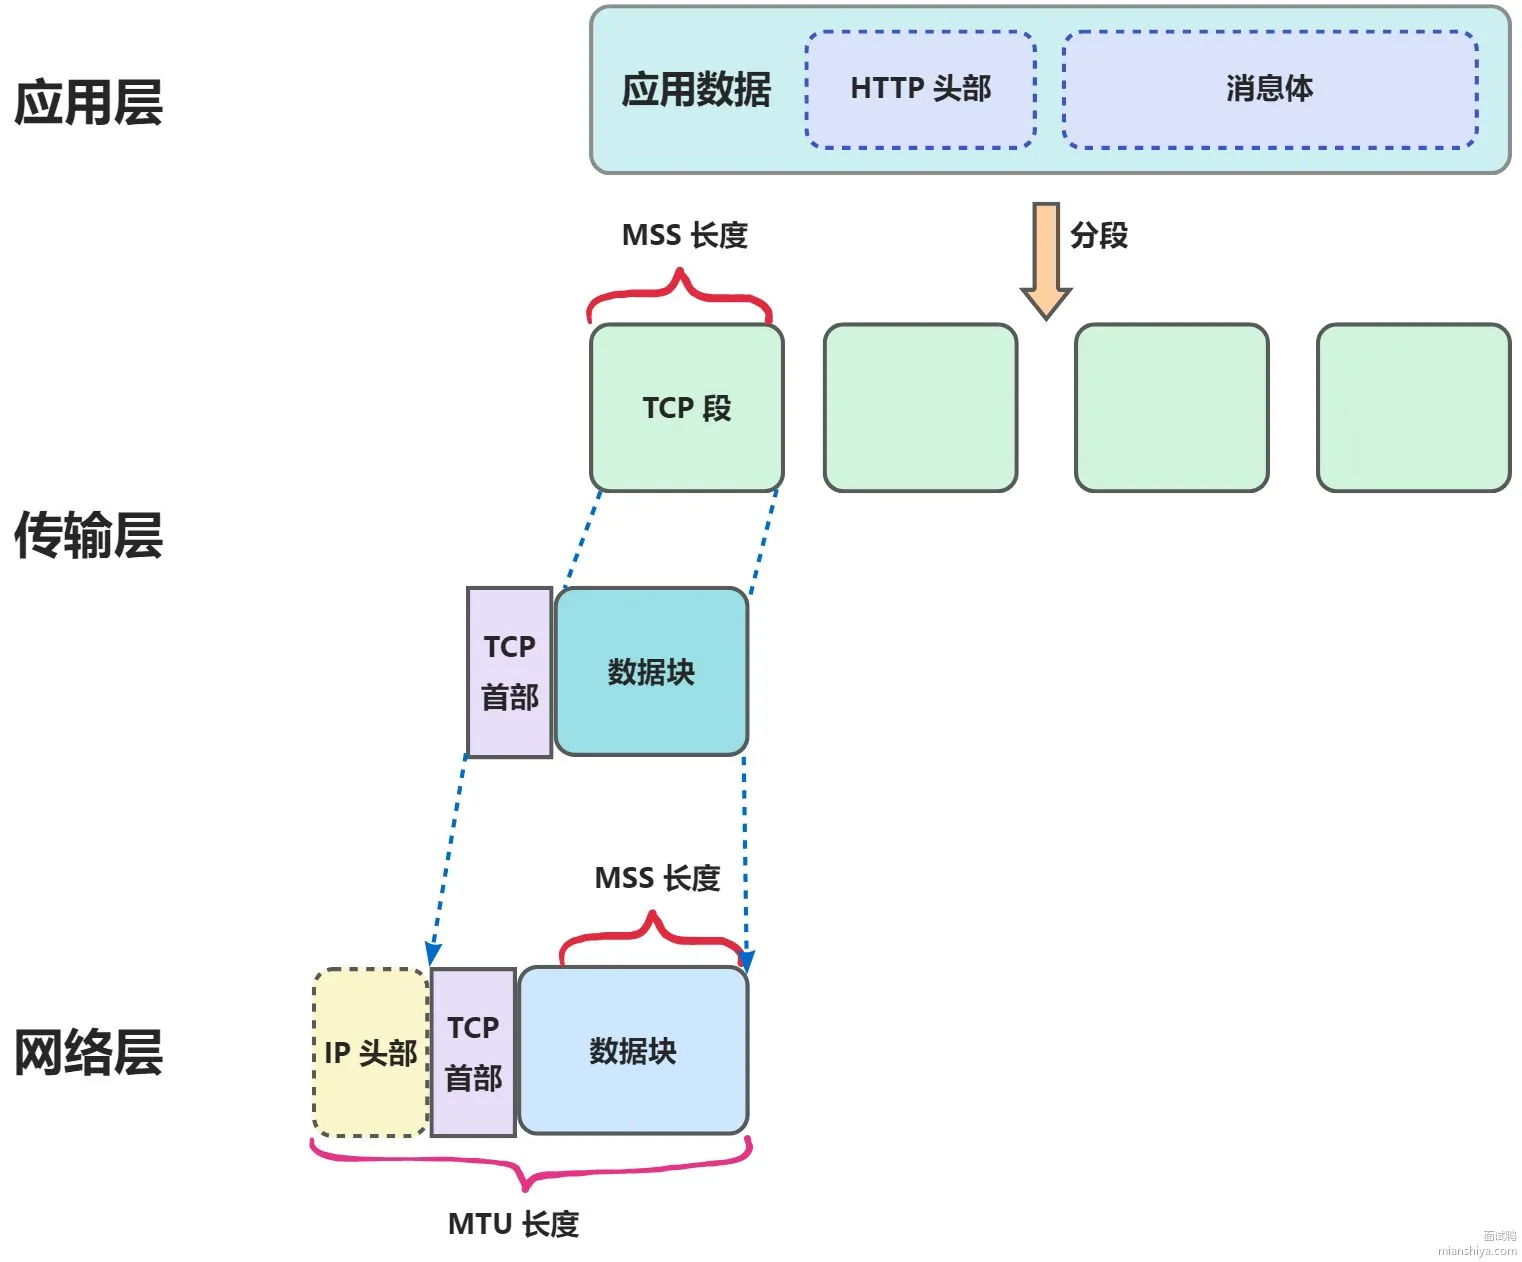 应用层
应用数据
HTTP 头部
消息体
MSS 长度
分段
TCP 段
传输层
TCP
首部
数据块
MSS 长度
网络层
IP 头部
TCP
首部
数据块
MTU 长度
面试鸭
mianshiya.com